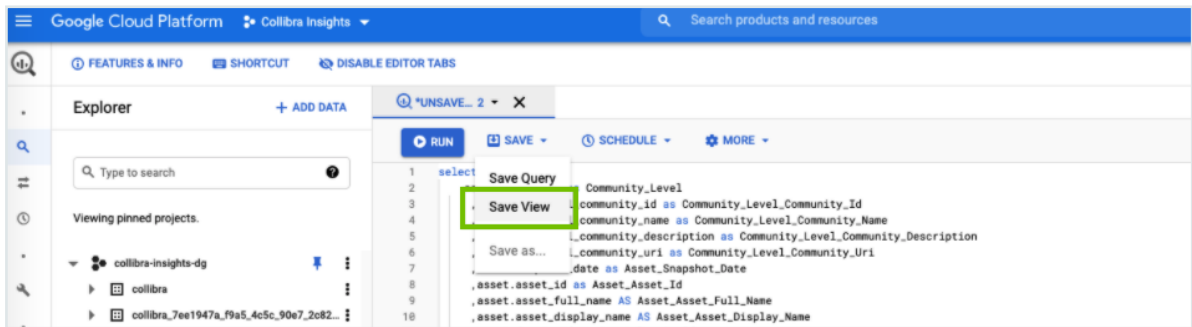 Google Cloud Platform Collibra Insights Search products and resources
FEATURES & INFO SHORTCUT DISABLE EDITOR TABS
Explorer + ADD DATA
*UNSAVE... 2
RUN SAVE SCHEDULE MORE
Type to search
Viewing pinned projects.
collibra-insights-dg
collibra
collibra_7ee1947a_f9a5_4c5c_90e7_2c82...
Save Query
Save View
Save as...
1 select
2 as Community_Level
3 community_id as Community_Level_Community_Id
4 community_name as Community_Level_Community_Name
5 community_description as Community_Level_Community_Description
6 community_uri as Community_Level_Community_Uri
7 date as Asset_Snapshot_Date
8 ,asset.asset_id as Asset_Asset_Id
9 ,asset.asset_full_name AS Asset_Asset_Full_Name
10 ,asset.asset_display_name AS Asset_Asset_Display_Name